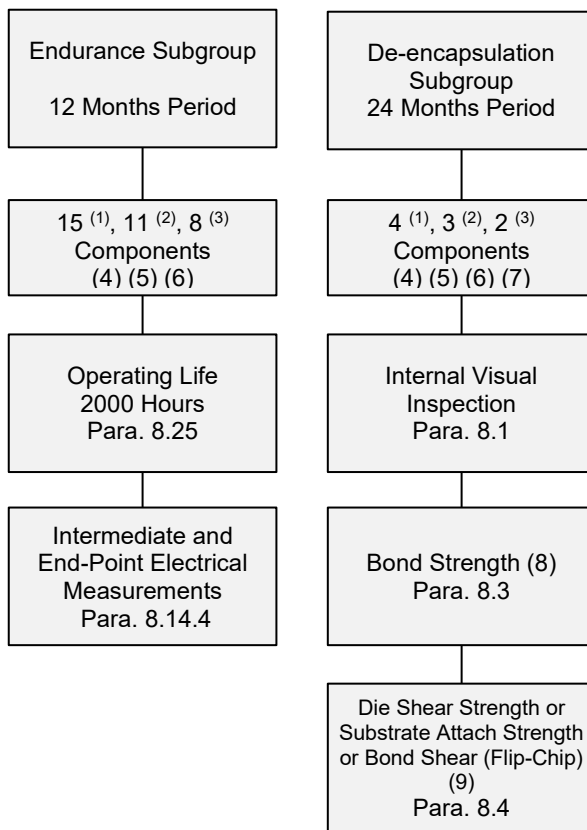 Endurance Subgroup
12 Months Period
15 (1), 11 (2), 8 (3)
Components
(4) (5) (6)
Operating Life
2000 Hours
Para. 8.25
Intermediate and
End-Point Electrical
Measurements
Para. 8.14.4
De-encapsulation
Subgroup
24 Months Period
4 (1), 3 (2), 2 (3)
Components
(4) (5) (6) (7)
Internal Visual
Inspection
Para. 8.1
Bond Strength (8)
Para. 8.3
Die Shear Strength or
Substrate Attach Strength
or Bond Shear (Flip-Chip)
(9)
Para. 8.4